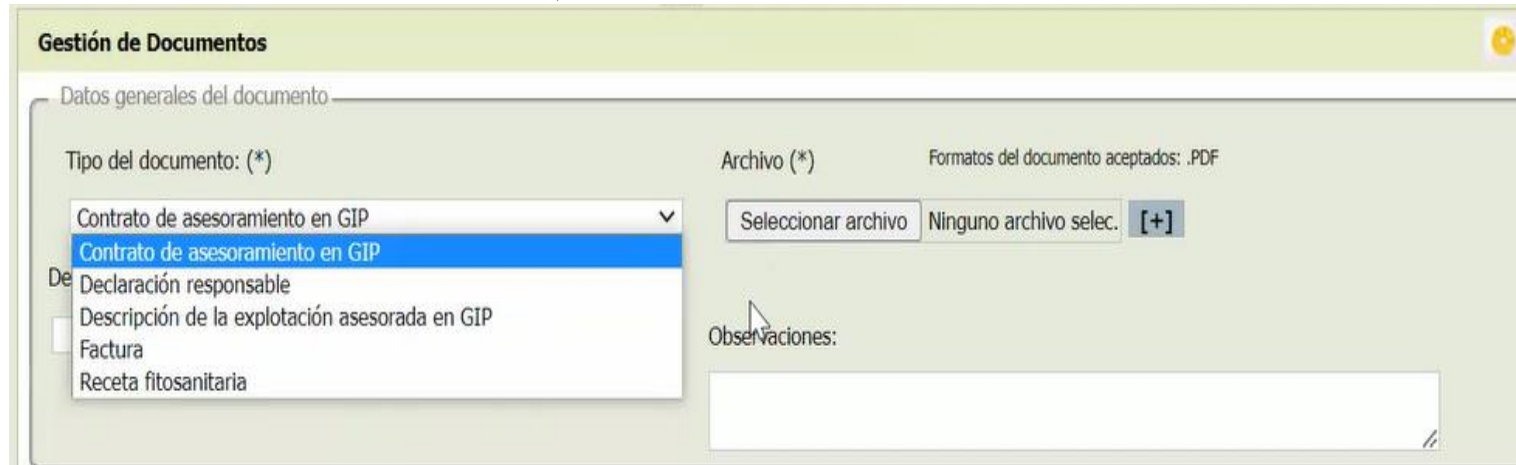 Gestión de Documentos
Datos generales del documento
Tipo del documento: (*)
Archivo (*)
Formatos del documento aceptados: .PDF
Contrato de asesoramiento en GIP
Seleccionar archivo
Ninguno archivo selec.
[+]
Contrato de asesoramiento en GIP
De
Declaración responsable
Descripción de la explotación asesorada en GIP
Factura
Receta fitosanitaria
Observaciones: